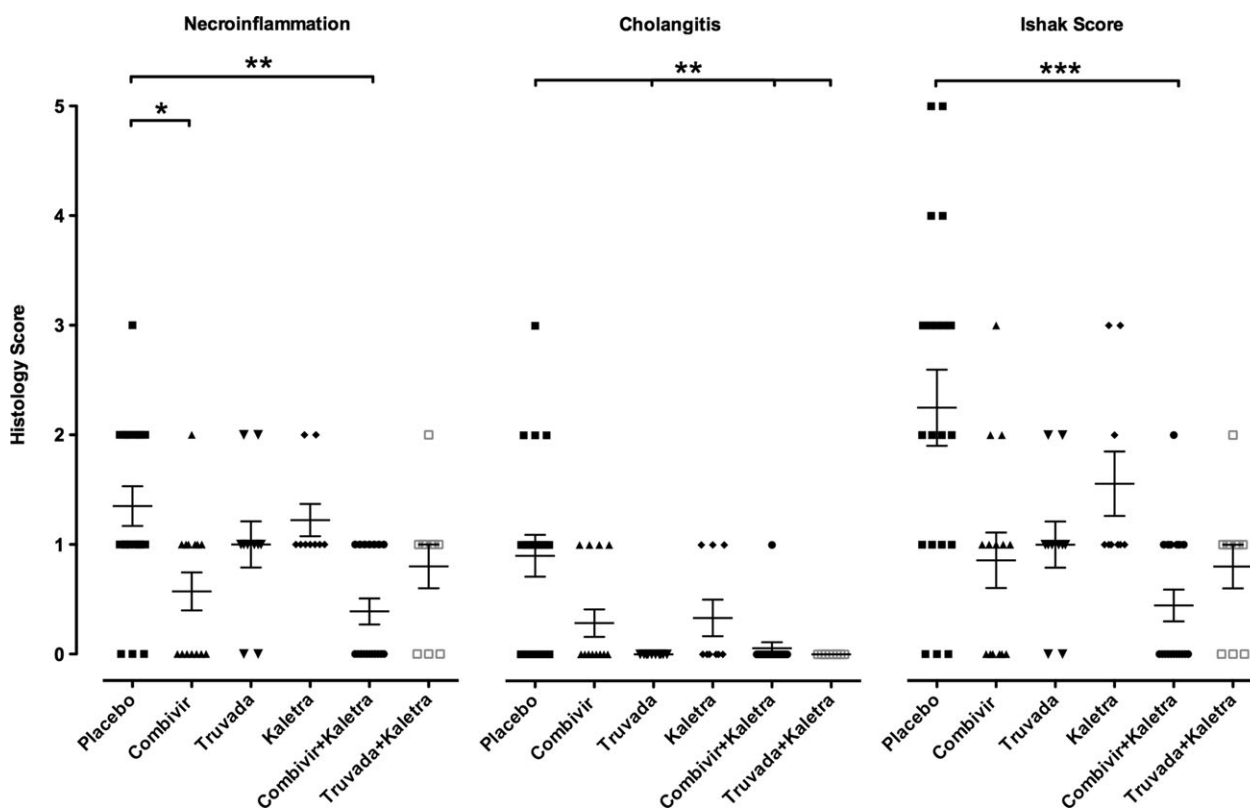 Necroinflammation
Cholangitis
Ishak Score
**
**
***
*
Histology Score
5
4
3
2
1
0
Placebo
Combivir
Truvada
Kaletra
Combivir+Kaletra
Truvada+Kaletra
Placebo
Combivir
Truvada
Kaletra
Combivir+Kaletra
Truvada+Kaletra
Placebo
Combivir
Truvada
Kaletra
Combivir+Kaletra
Truvada+Kaletra